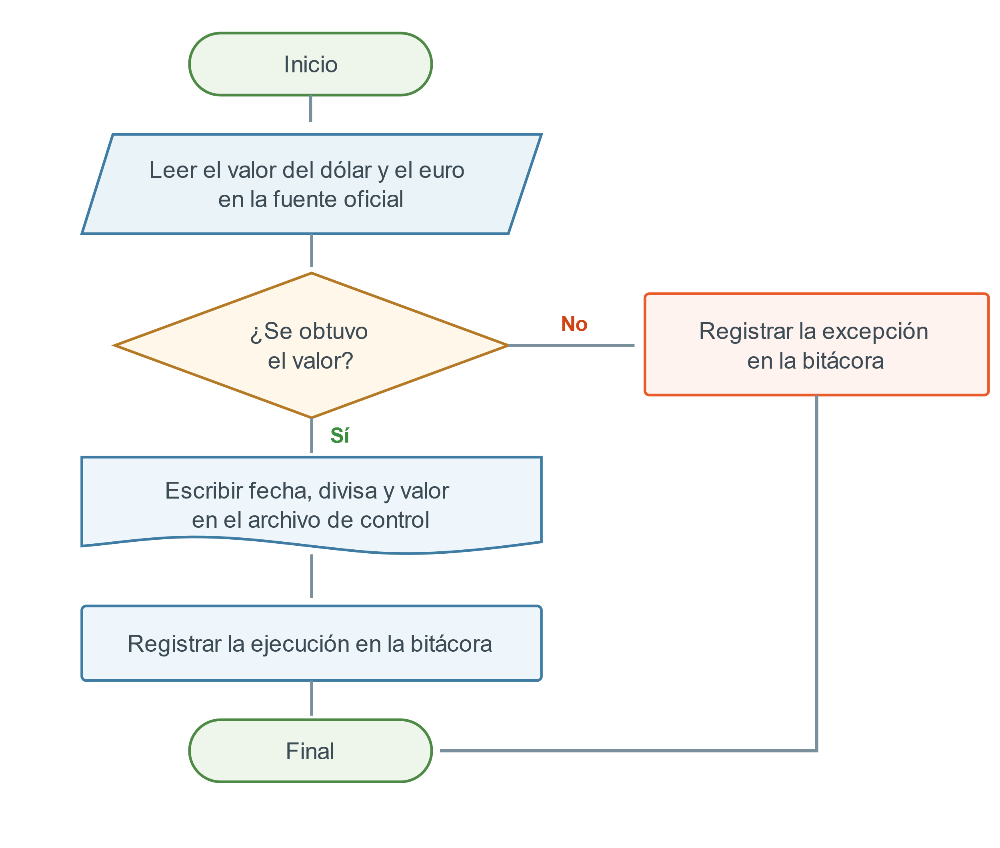 Inicio
Leer el valor del dólar y el euro
en la fuente oficial
¿Se obtuvo
el valor?
No
Registrar la excepción
en la bitácora
Sí
Escribir fecha, divisa y valor
en el archivo de control
Registrar la ejecución en la bitácora
Final